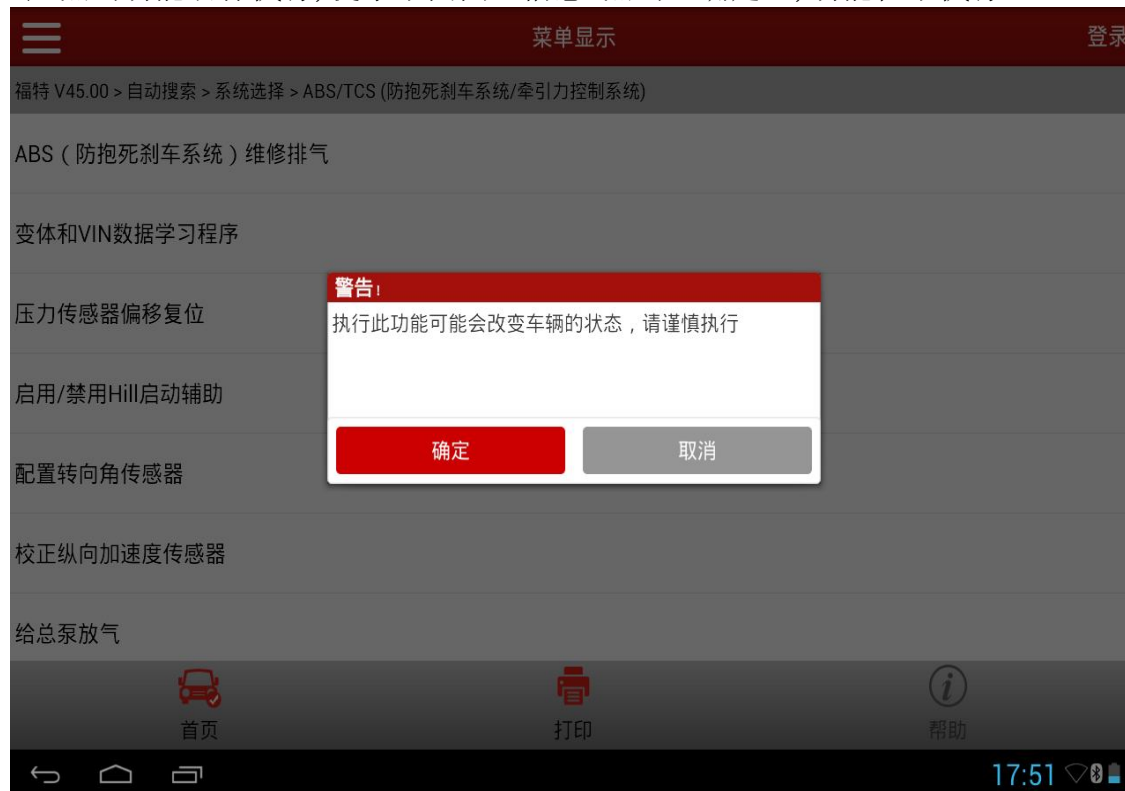 菜单显示
登录
福特 V45.00 > 自动搜索 > 系统选择 > ABS/TCS (防抱死刹车系统/牵引力控制系统)
ABS（防抱死刹车系统）维修排气
变体和VIN数据学习程序
警告!
压力传感器偏移复位
执行此功能可能会改变车辆的状态，请谨慎执行
启用/禁用Hill启动辅助
确定
取消
配置转向角传感器
校正纵向加速度传感器
给总泵放气
首页
打印
帮助
17:51